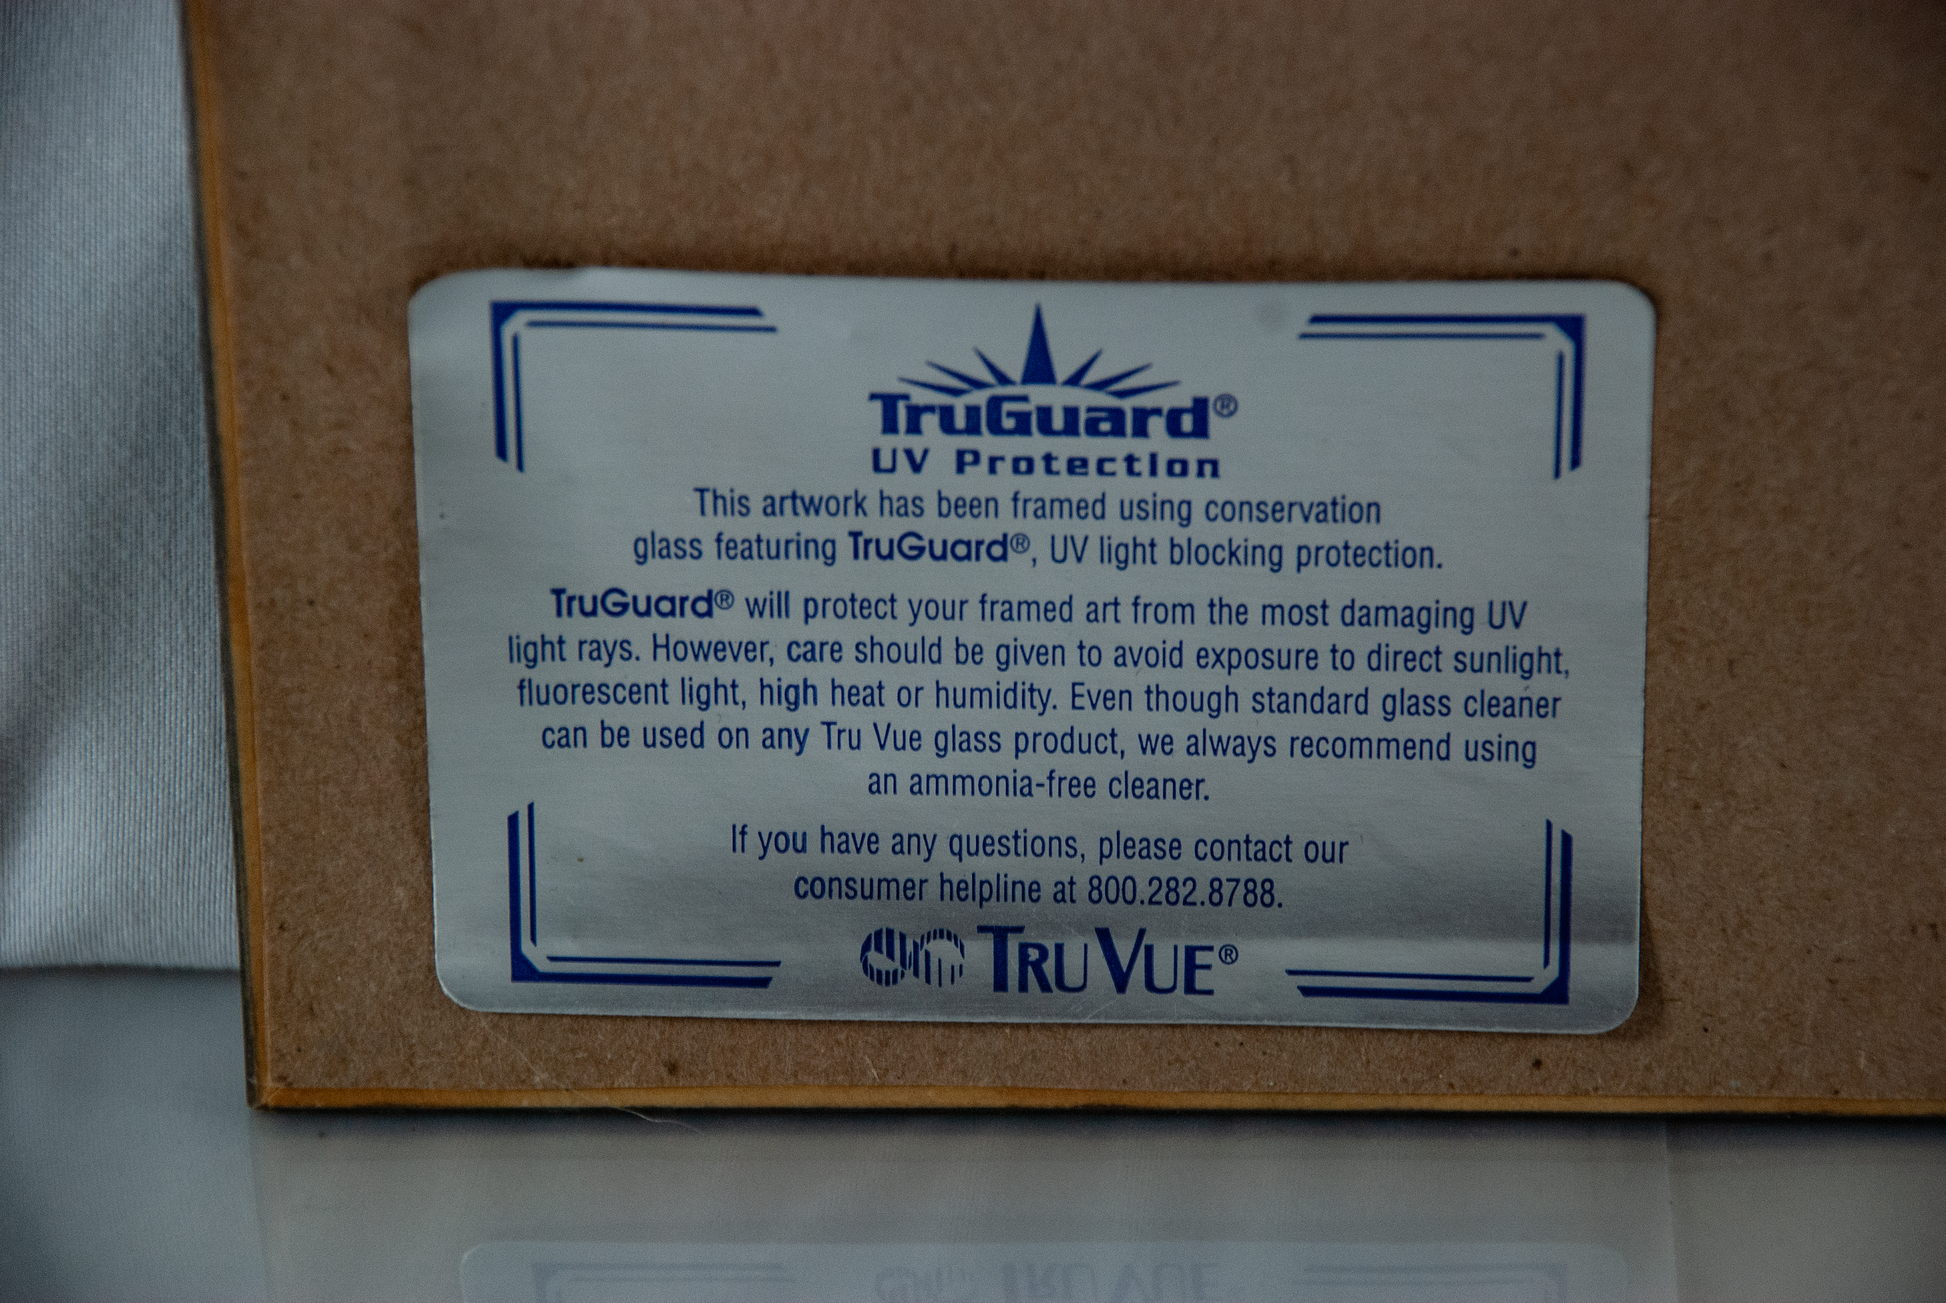 TruGuard®
UV Protection
This artwork has been framed using conservation
glass featuring TruGuard®, UV light blocking protection.
TruGuard® will protect your framed art from the most damaging UV
light rays. However, care should be given to avoid exposure to direct sunlight,
fluorescent light, high heat or humidity. Even though standard glass cleaner
can be used on any Tru Vue glass product, we always recommend using
an ammonia-free cleaner.
If you have any questions, please contact our
consumer helpline at 800.282.8788.
TRU VUE®
TRU VUE